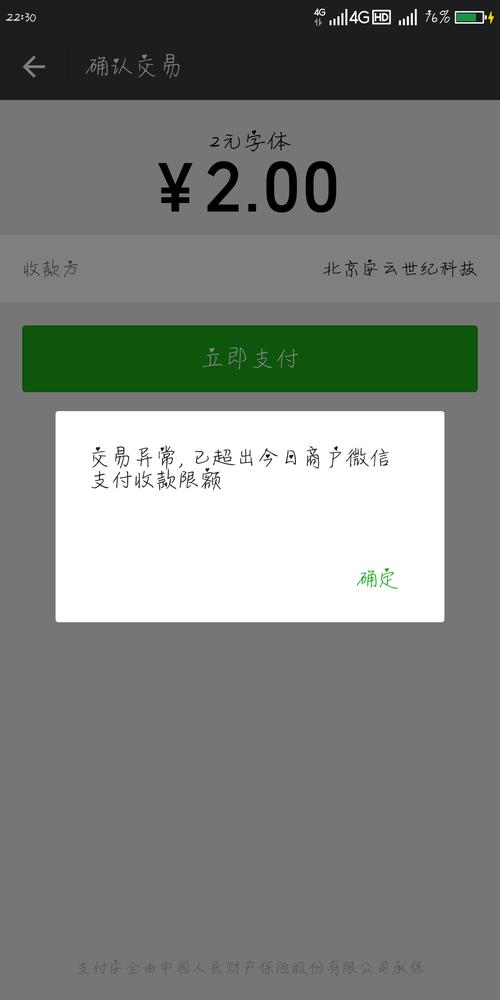 22:30
4G
4G HD
76%
确认交易
2元字体
¥2.00
收款方
北京字云世纪科技
立即支付
交易异常,已超出今日商户微信
支付收款限额
确定
支付安全由中国人民财产保险股份有限公司承保